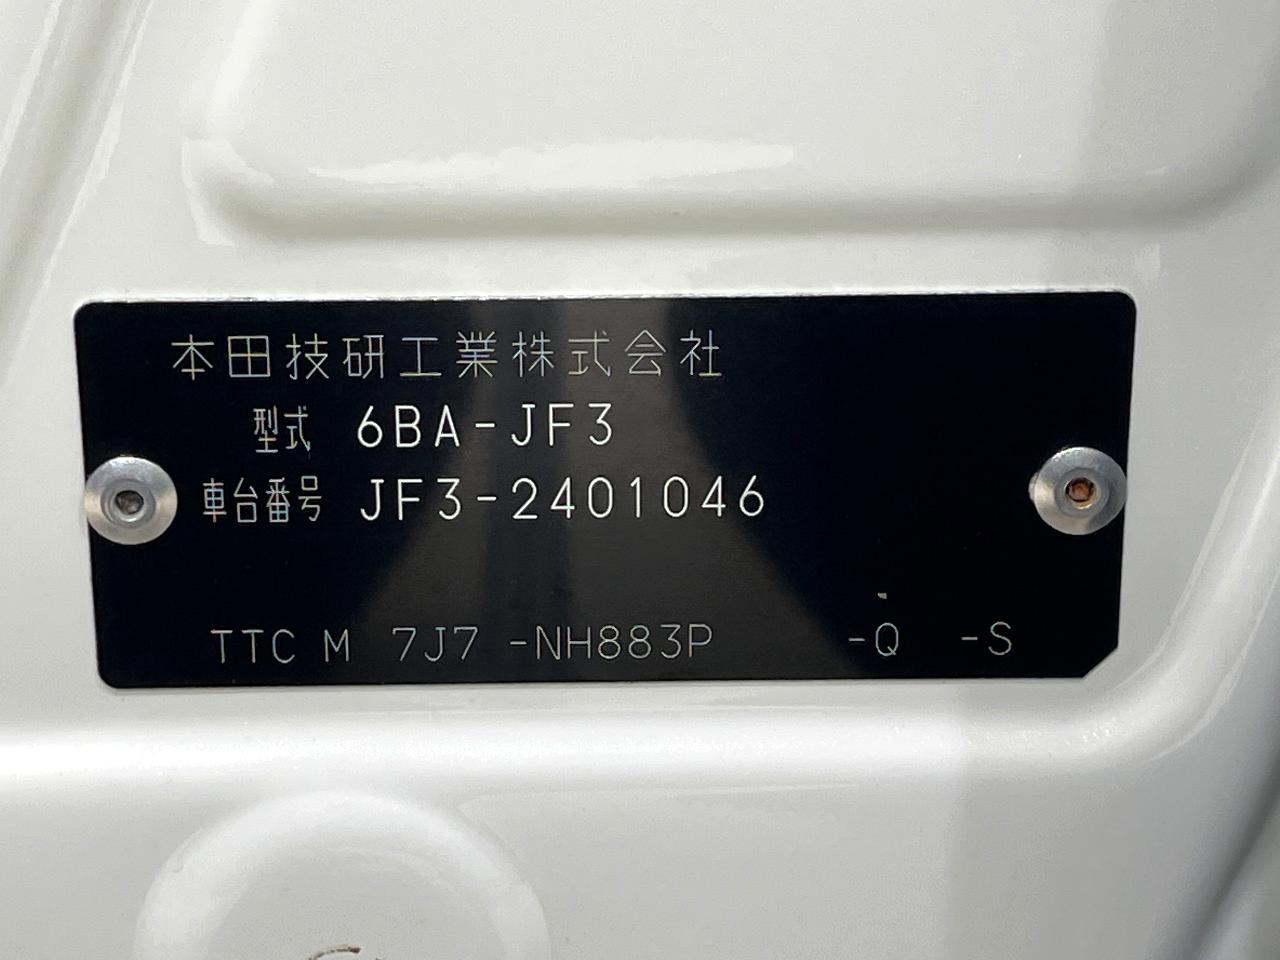 本田技研工業株式会社
型式 6BA-JF3
車台番号 JF3-2401046
TTC M 7J7 -NH883P -Q -S